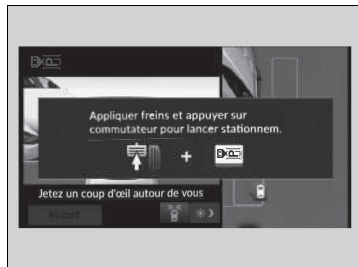 Appliquer freins et appuyer sur
commutateur pour lancer stationnem.
+
Jetez un coup d'œil autour de vous